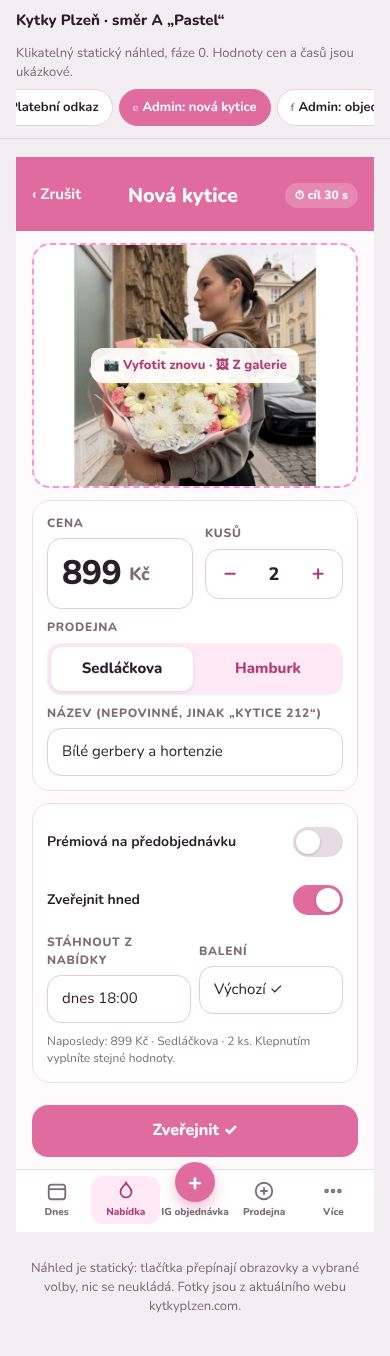 Kytky Plzeň · směr A „Pastel“
Klikatelný statický náhled, fáze 0. Hodnoty cen a časů jsou
ukázkové.
Platební odkaz
e Admin: nová kytice
f Admin: objec
‹ Zrušit
Nová kytice
⏱ cíl 30 s
📷 Vyfotit znovu · 🖼 Z galerie
CENA
KUSŮ
899 Kč
− 2 +
PRODEJNA
Sedláčkova
Hamburk
NÁZEV (NEPOVINNÉ, JINAK „KYTICE 212“)
Bílé gerbery a hortenzie
Prémiová na předobjednávku
Zveřejnit hned
STÁHNOUT Z
NABÍDKY
BALENÍ
dnes 18:00
Výchozí ✓
Naposledy: 899 Kč · Sedláčkova · 2 ks. Klepnutím
vyplníte stejné hodnoty.
Zveřejnit ✓
+
Dnes
Nabídka
IG objednávka
Prodejna
Více
Náhled je statický: tlačítka přepínají obrazovky a vybrané
volby, nic se neukládá. Fotky jsou z aktuálního webu
kytkyplzen.com.